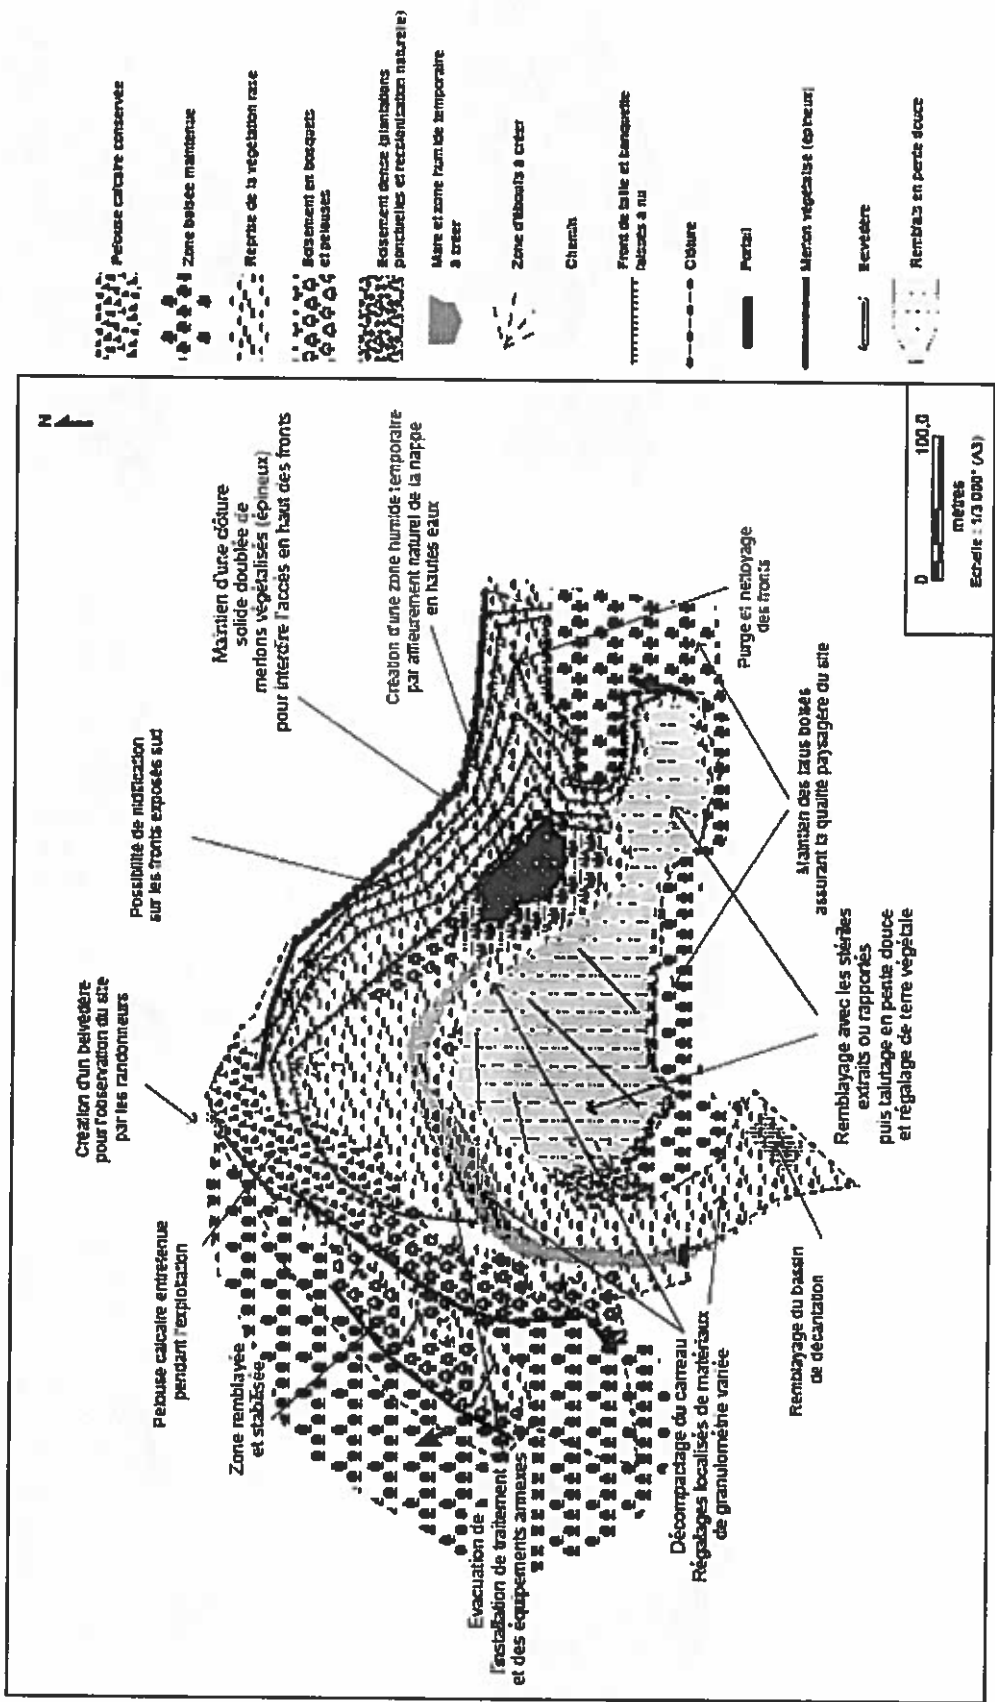 N
Création d'un belvédère
pour l'observation du site
par les randonneurs
Possibilité de nidification
sur les fronts exposés sud
Maintien d'une clôture
solide doublée de
merlons végétalisés (épineux)
pour interdire l'accès en haut des fronts
Création d'une zone humide temporaire
par affleurement naturel de la nappe
en hautes eaux
Pelouse calcaire entretenue
pendant l'exploitation
Zone remblayée
et stabilisée
Evacuation de
l'installation de traitement
et des équipements annexes
Décompactage du carreau
Régalages localisés de matériaux
de granulométrie variée
Remblayage du bassin
de décantation
Remblayage avec les stériles
extraits ou rapportés
puis talutage en pente douce
et régalage de terre végétale
Maintien des talus boisés
assurant la qualité paysagère du site
Purge et nettoyage
des fronts
0 100,0
mètres
Echelle : 1/3 000° (A3)
Pelouse calcaire conservée
Zone boisée maintenue
Reprise de la végétation rase
Boisement en bosquets
et pelouses
Boisement dense (plantations
ponctuelles et recolonisation naturelle)
Mare et zone humide temporaire
à créer
Zone d'éboulis à créer
Chemin
Front de taille et banquette
laissés à nu
Clôture
Portail
Merlon végétalisé (épineux)
Belvédère
Remblais en pente douce